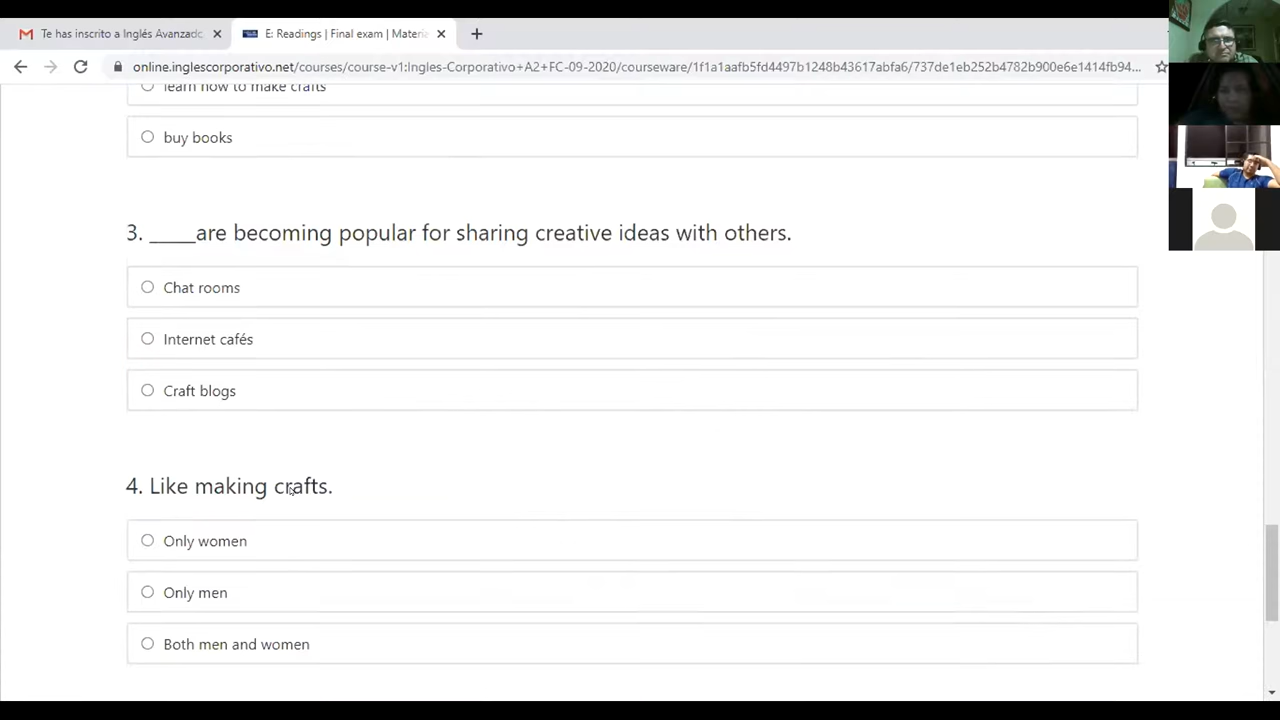 Te has inscrito a Inglés Avanzado
E: Readings | Final exam | Materi
online.inglescorporativo.net/courses/course-v1:Ingles-Corporativo+A2+FC-09-2020/courseware/1f1a1aafb5fd4497b1248b43617abfa6/737de1eb252b4782b900e6e1414fb94...
learn how to make crafts
buy books
3. _____are becoming popular for sharing creative ideas with others.
Chat rooms
Internet cafés
Craft blogs
4. Like making crafts.
Only women
Only men
Both men and women